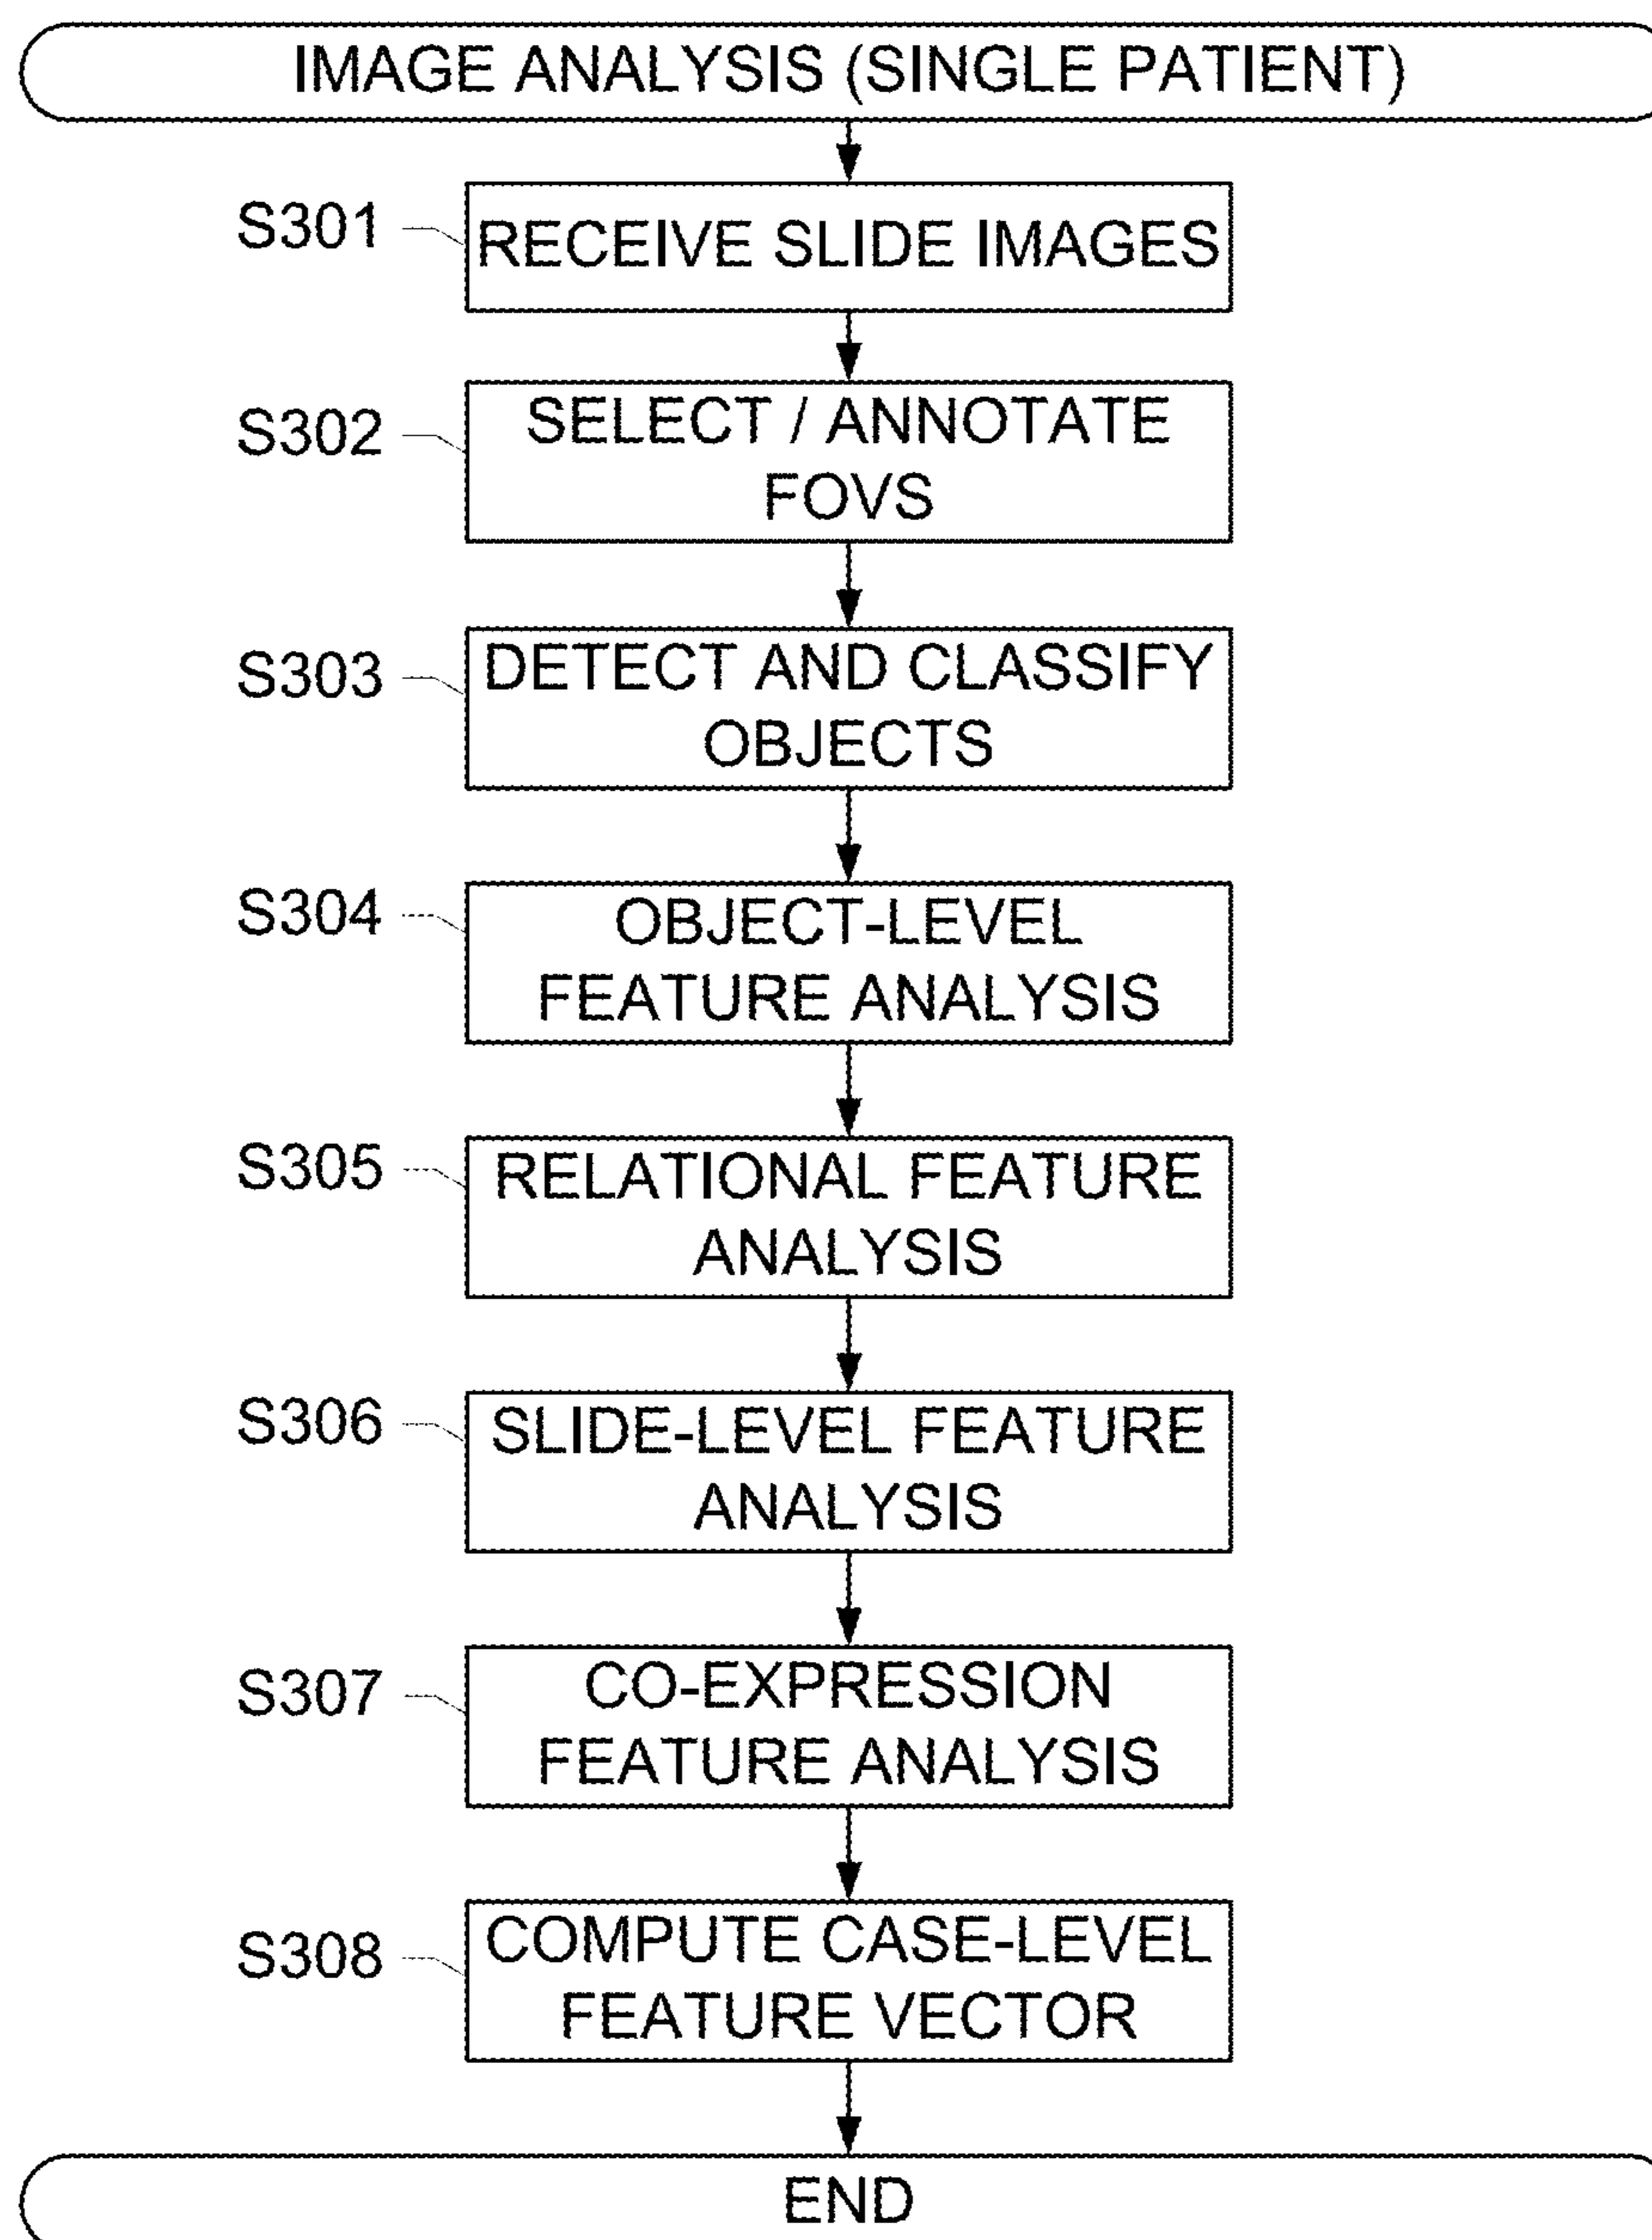 IMAGE ANALYSIS (SINGLE PATIENT)
S301
RECEIVE SLIDE IMAGES
S302
SELECT / ANNOTATE
FOVS
S303
DETECT AND CLASSIFY
OBJECTS
S304
OBJECT-LEVEL
FEATURE ANALYSIS
S305
RELATIONAL FEATURE
ANALYSIS
S306
SLIDE-LEVEL FEATURE
ANALYSIS
S307
CO-EXPRESSION
FEATURE ANALYSIS
S308
COMPUTE CASE-LEVEL
FEATURE VECTOR
END